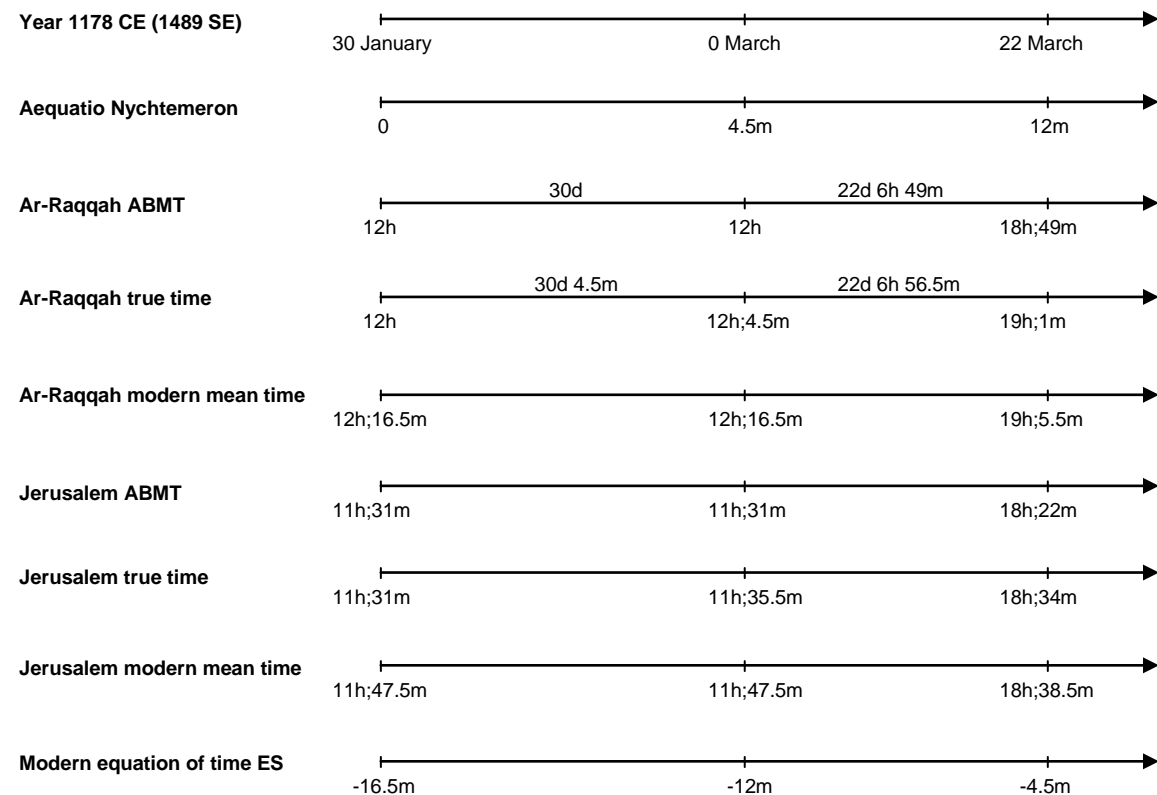 Year 1178 CE (1489 SE)
30 January 0 March 22 March
Aequatio Nychtemeron
0 4.5m 12m
30d 22d 6h 49m
Ar-Raqqah ABMT
12h 12h 18h;49m
30d 4.5m 22d 6h 56.5m
Ar-Raqqah true time
12h 12h;4.5m 19h;1m
Ar-Raqqah modern mean time
12h;16.5m 12h;16.5m 19h;5.5m
Jerusalem ABMT
11h;31m 11h;31m 18h;22m
Jerusalem true time
11h;31m 11h;35.5m 18h;34m
Jerusalem modern mean time
11h;47.5m 11h;47.5m 18h;38.5m
Modern equation of time ES
-16.5m -12m -4.5m